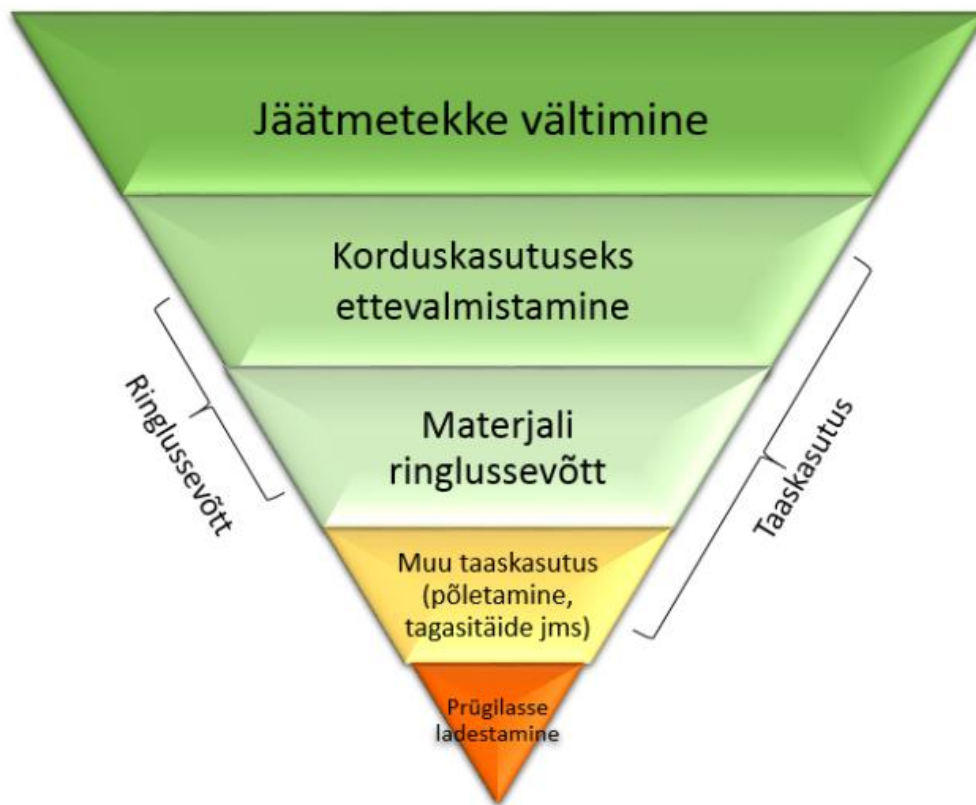 Jäätmetekke vältimine
Korduskasutuseks
ettevalmistamine
Ringlussevõtt
Materjali
ringlussevõtt
Taaskasutus
Muu taaskasutus
(põletamine,
tagasitäide jms)
Prügilasse
ladestamine